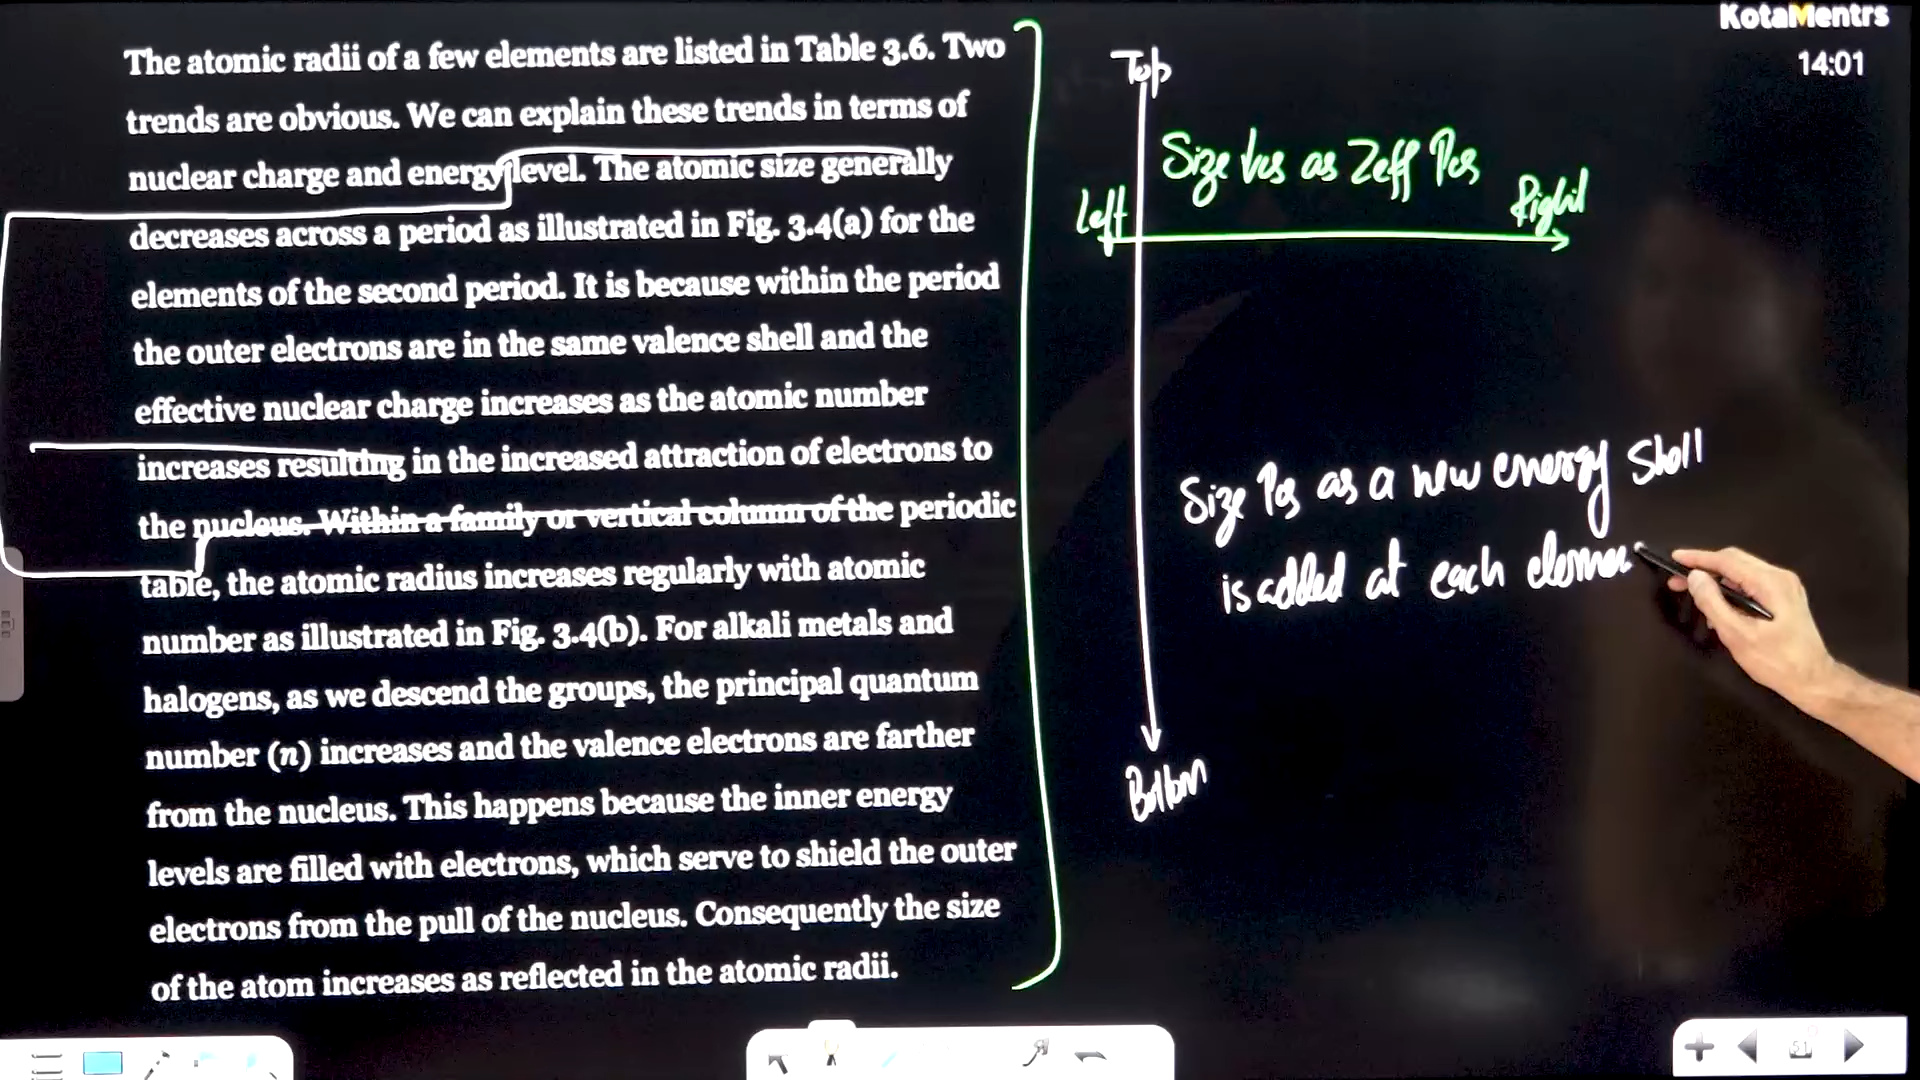 The atomic radii of a few elements are listed in Table 3.6. Two
trends are obvious. We can explain these trends in terms of
nuclear charge and energy level. The atomic size generally
decreases across a period as illustrated in Fig. 3.4(a) for the
elements of the second period. It is because within the period
the outer electrons are in the same valence shell and the
effective nuclear charge increases as the atomic number
increases resulting in the increased attraction of electrons to
the nucleus. Within a family or vertical column of the periodic
table, the atomic radius increases regularly with atomic
number as illustrated in Fig. 3.4(b). For alkali metals and
halogens, as we descend the groups, the principal quantum
number (n) increases and the valence electrons are farther
from the nucleus. This happens because the inner energy
levels are filled with electrons, which serve to shield the outer
electrons from the pull of the nucleus. Consequently the size
of the atom increases as reflected in the atomic radii.
KotaMentrs
14:01
Top
Size as Zeff
Left
Right
Size as a new energy shell
is added at each elemen
Bottom
51